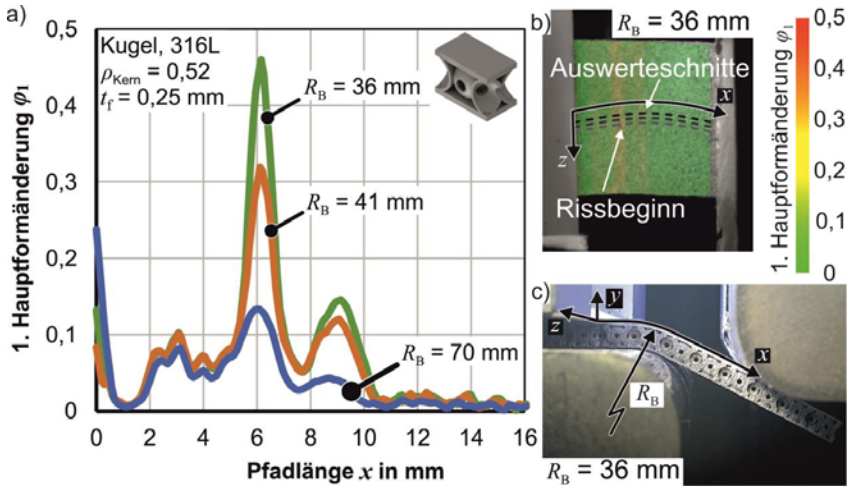 a)
1. Hauptformänderung φ₁
0,5
0,4
0,3
0,2
0,1
0
Kugel, 316L
ρKern = 0,52
tf = 0,25 mm
RB = 36 mm
RB = 41 mm
RB = 70 mm
0 2 4 6 8 10 12 14 16
Pfadlänge x in mm
b)
RB = 36 mm
Auswerteschnitte
x
z
Rissbeginn
0,5
0,4
0,3
0,2
0,1
0
1. Hauptformänderung φ₁
c)
y
z
x
RB
RB = 36 mm